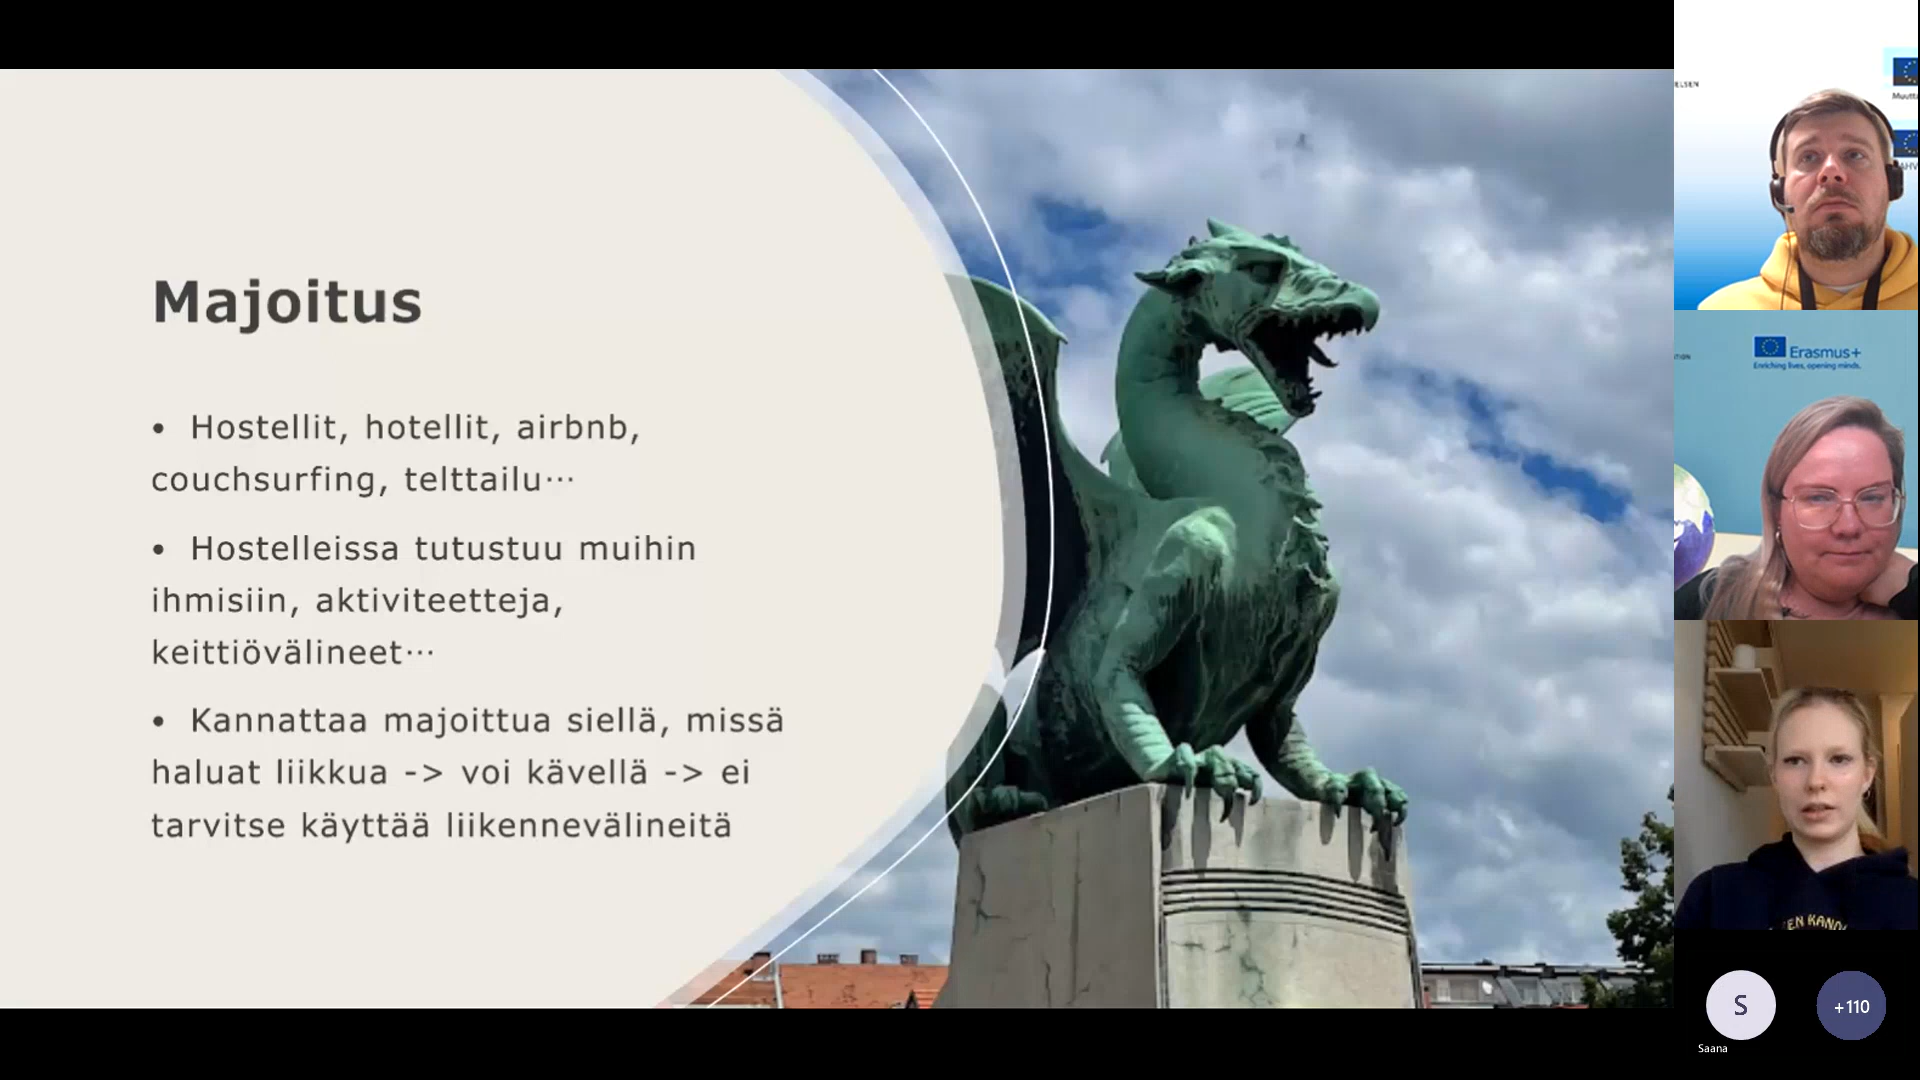 Majoitus
• Hostellit, hotellit, airbnb,
couchsurfing, telttailu…
• Hostelleissa tutustuu muihin
ihmisiin, aktiviteetteja,
keittiövälineet…
• Kannattaa majoittua siellä, missä
haluat liikkua -> voi kävellä -> ei
tarvitse käyttää liikennevälineitä
Erasmus+
Enriching lives, opening minds.
S
+110
Saana